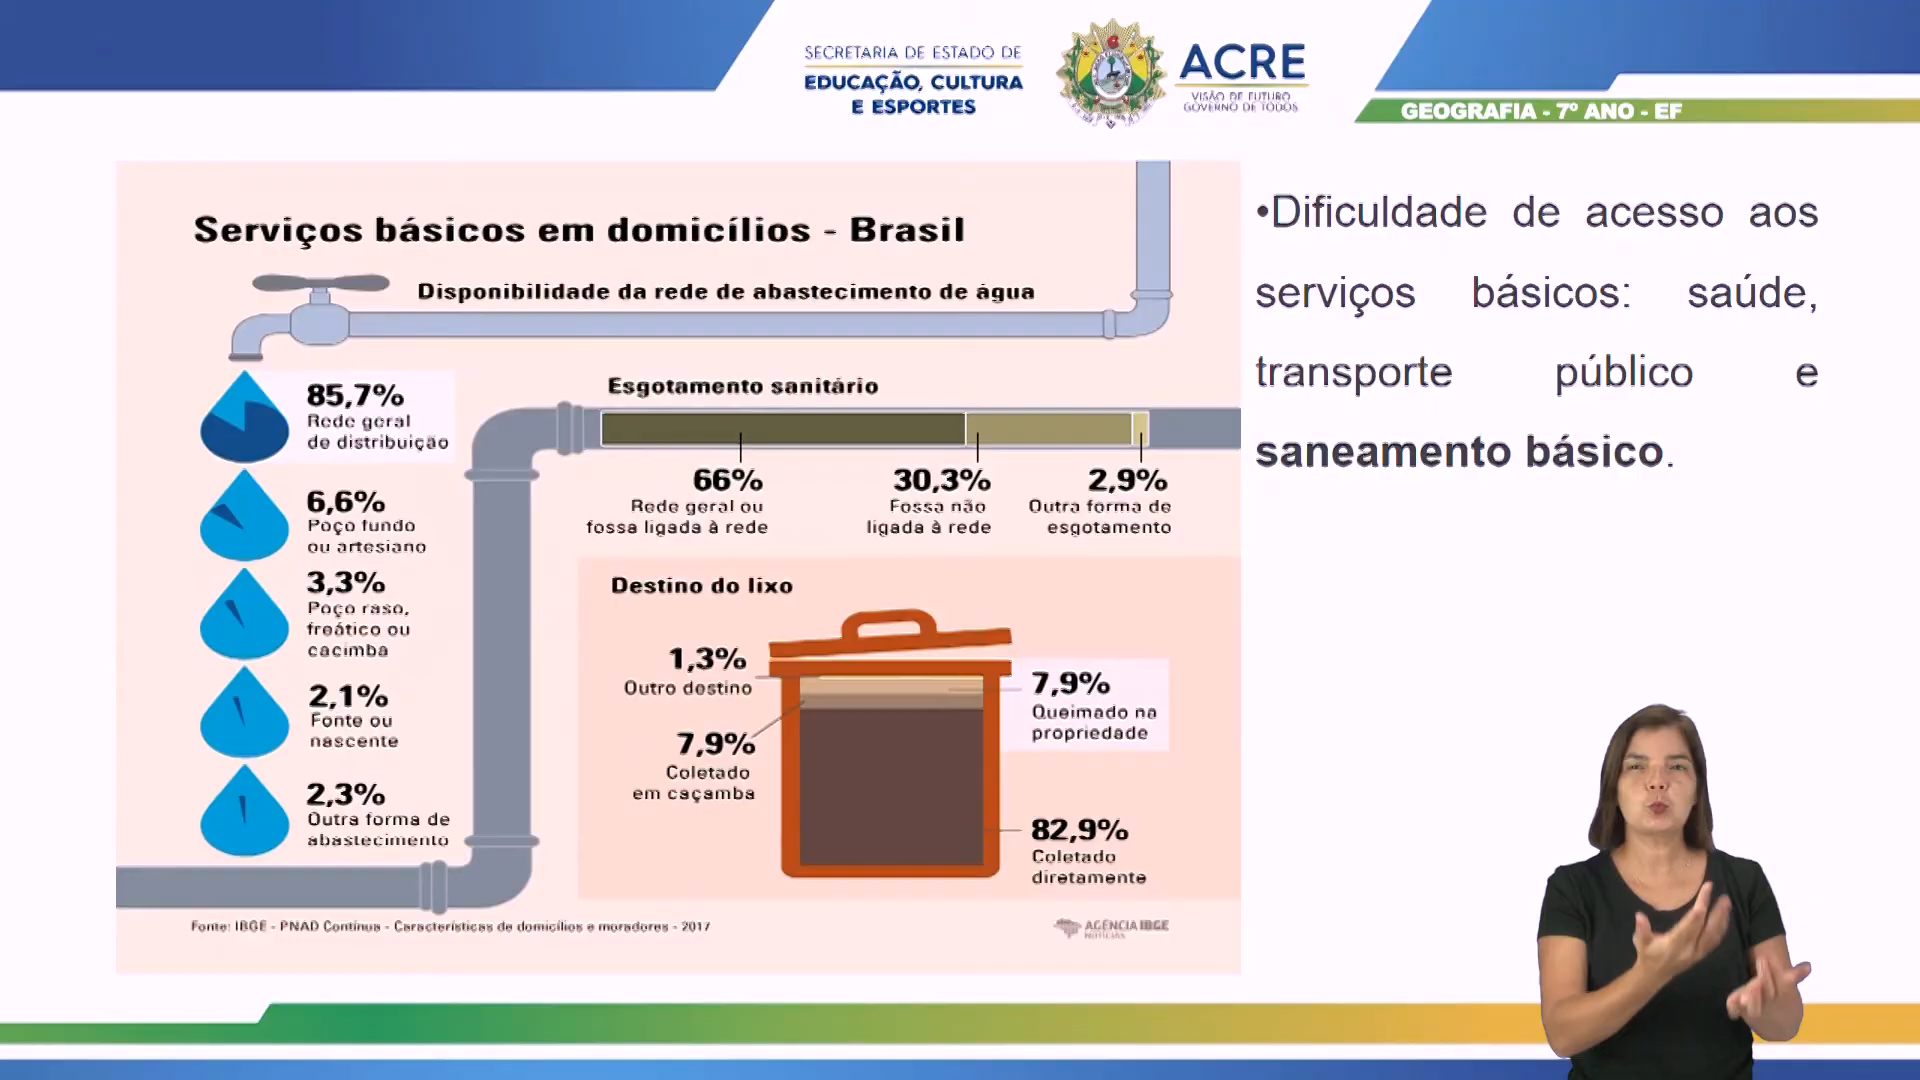 SECRETARIA DE ESTADO DE
EDUCAÇÃO, CULTURA
E ESPORTES
ACRE
VISÃO DE FUTURO
GOVERNO DE TODOS
GEOGRAFIA - 7º ANO - EF
Serviços básicos em domicílios - Brasil
Disponibilidade da rede de abastecimento de água
85,7%
Rede geral
de distribuição
6,6%
Poço fundo
ou artesiano
3,3%
Poço raso,
freático ou
cacimba
2,1%
Fonte ou
nascente
2,3%
Outra forma de
abastecimento
Esgotamento sanitário
66%
Rede geral ou
fossa ligada à rede
30,3%
Fossa não
ligada à rede
2,9%
Outra forma de
esgotamento
Destino do lixo
1,3%
Outro destino
7,9%
Coletado
em caçamba
7,9%
Queimado na
propriedade
82,9%
Coletado
diretamente
Fonte: IBGE - PNAD Contínua - Características de domicílios e moradores - 2017
AGÊNCIA IBGE
NOTÍCIAS
•Dificuldade de acesso aos
serviços básicos: saúde,
transporte público e
saneamento básico.